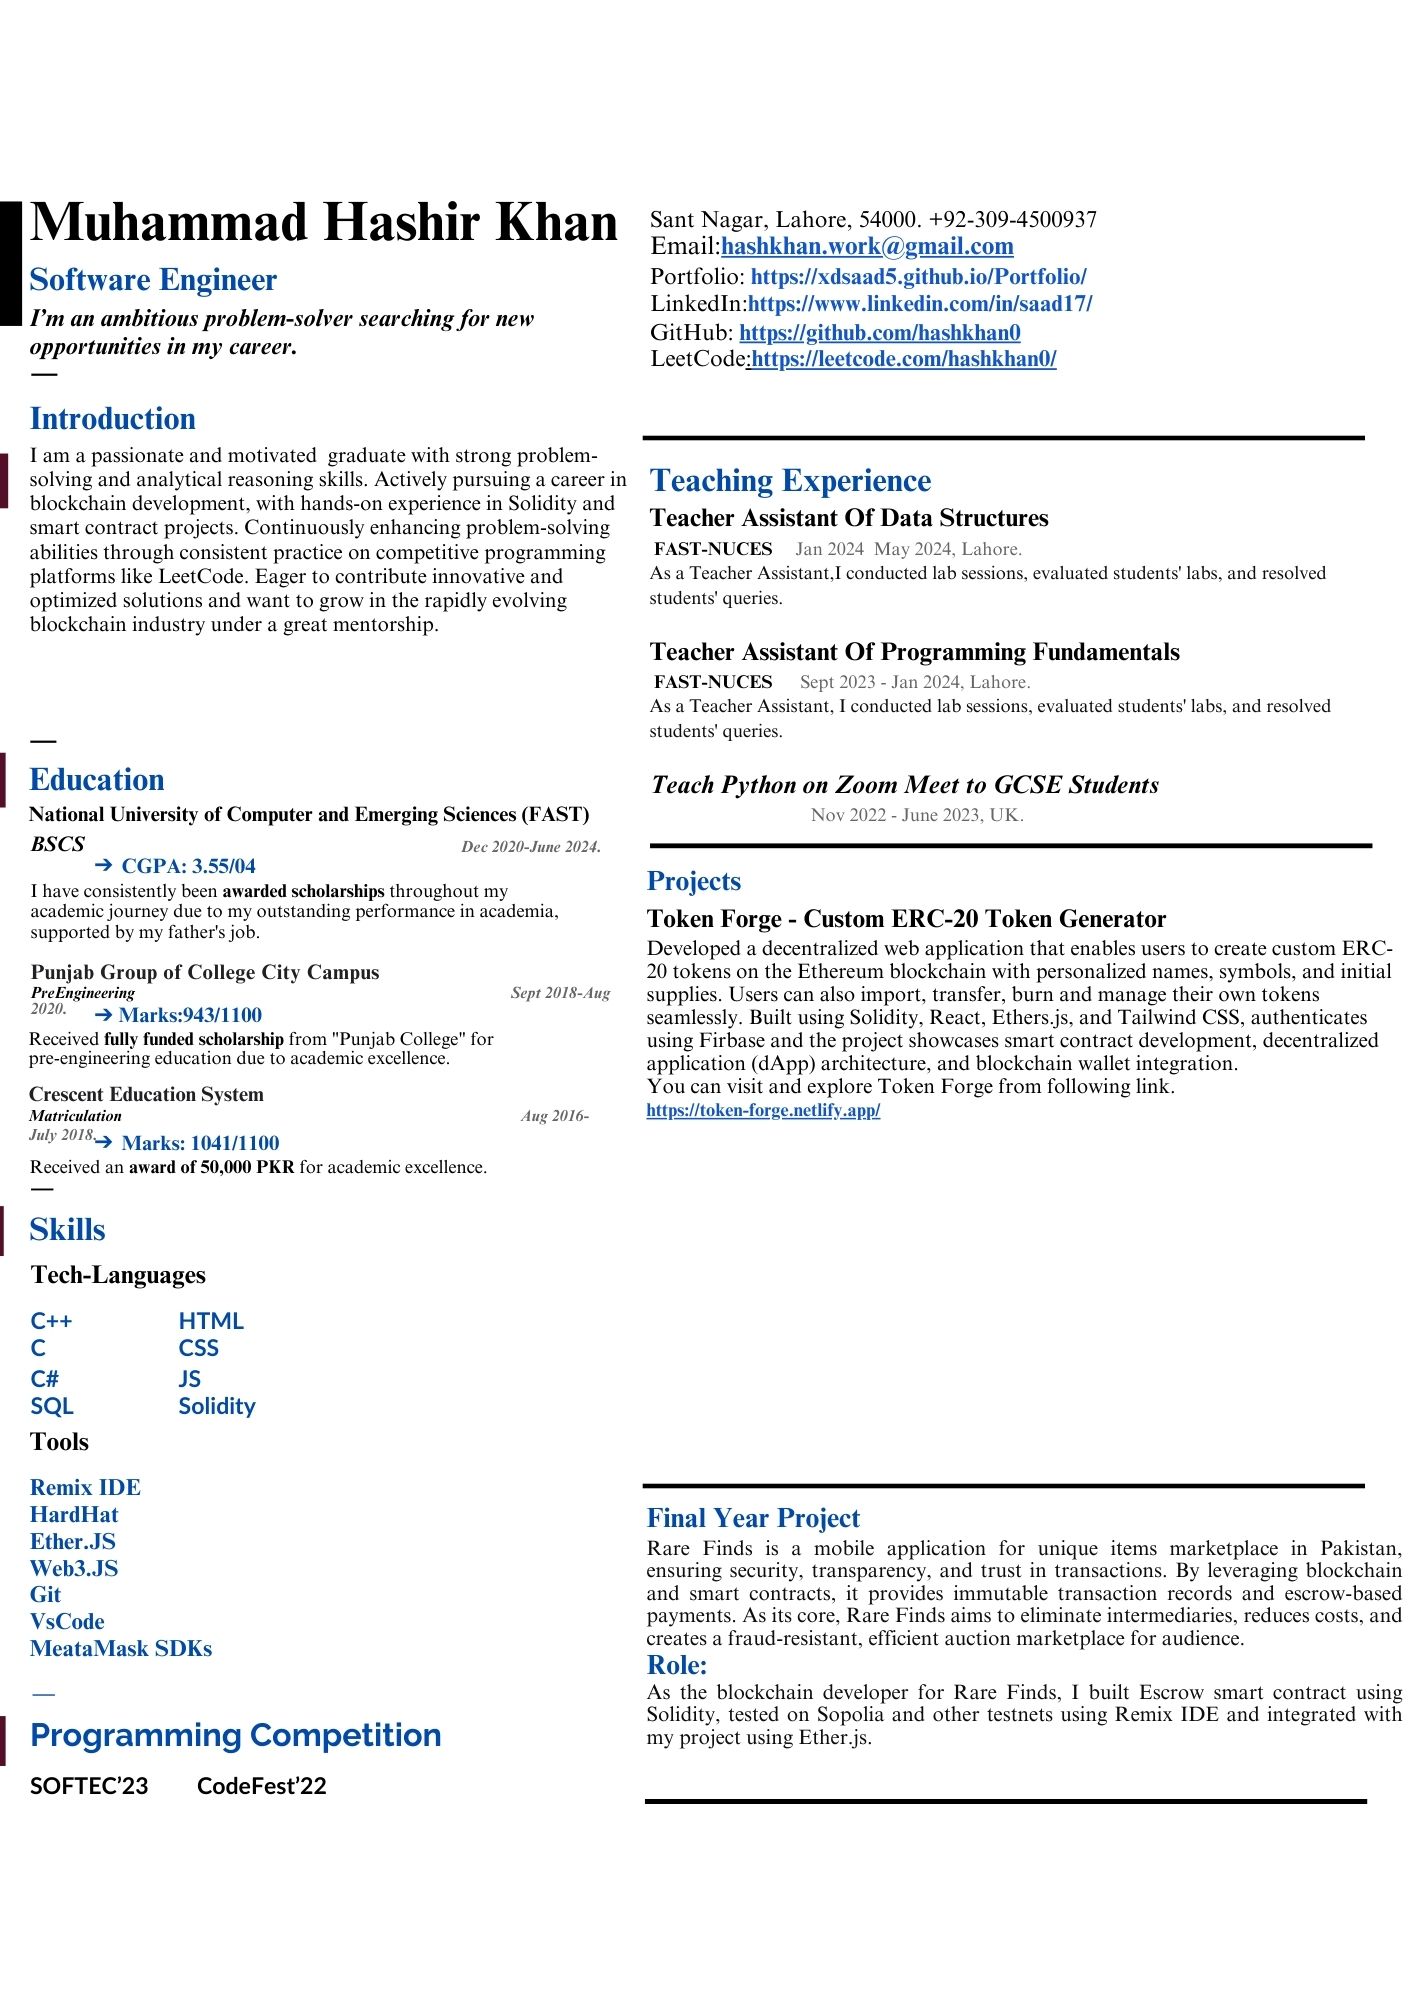 Muhammad Hashir Khan
Software Engineer
I'm an ambitious problem-solver searching for new
opportunities in my career.
—
Introduction
I am a passionate and motivated  graduate with strong problem-
solving and analytical reasoning skills. Actively pursuing a career in
blockchain development, with hands-on experience in Solidity and
smart contract projects. Continuously enhancing problem-solving
abilities through consistent practice on competitive programming
platforms like LeetCode. Eager to contribute innovative and
optimized solutions and want to grow in the rapidly evolving
blockchain industry under a great mentorship.
—
Education
National University of Computer and Emerging Sciences (FAST)
BSCS Dec 2020-June 2024.
➔ CGPA: 3.55/04
I have consistently been awarded scholarships throughout my
academic journey due to my outstanding performance in academia,
supported by my father's job.
Punjab Group of College City Campus
PreEngineering Sept 2018-Aug
2020. ➔ Marks:943/1100
Received fully funded scholarship from "Punjab College" for
pre-engineering education due to academic excellence.
Crescent Education System
Matriculation Aug 2016-
July 2018. ➔ Marks: 1041/1100
Received an award of 50,000 PKR for academic excellence.
—
Skills
Tech-Languages
C++ HTML
C CSS
C# JS
SQL Solidity
Tools
Remix IDE
HardHat
Ether.JS
Web3.JS
Git
VsCode
MeataMask SDKs
—
Programming Competition
SOFTEC’23 CodeFest’22
Sant Nagar, Lahore, 54000. +92-309-4500937
Email:hashkhan.work@gmail.com
Portfolio: https://xdsaad5.github.io/Portfolio/
LinkedIn:https://www.linkedin.com/in/saad17/
GitHub: https://github.com/hashkhan0
LeetCode:https://leetcode.com/hashkhan0/
Teaching Experience
Teacher Assistant Of Data Structures
FAST-NUCES Jan 2024  May 2024, Lahore.
As a Teacher Assistant,I conducted lab sessions, evaluated students' labs, and resolved
students' queries.
Teacher Assistant Of Programming Fundamentals
FAST-NUCES Sept 2023 - Jan 2024, Lahore.
As a Teacher Assistant, I conducted lab sessions, evaluated students' labs, and resolved
students' queries.
Teach Python on Zoom Meet to GCSE Students
Nov 2022 - June 2023, UK.
Projects
Token Forge - Custom ERC-20 Token Generator
Developed a decentralized web application that enables users to create custom ERC-
20 tokens on the Ethereum blockchain with personalized names, symbols, and initial
supplies. Users can also import, transfer, burn and manage their own tokens
seamlessly. Built using Solidity, React, Ethers.js, and Tailwind CSS, authenticates
using Firbase and the project showcases smart contract development, decentralized
application (dApp) architecture, and blockchain wallet integration.
You can visit and explore Token Forge from following link.
https://token-forge.netlify.app/
Final Year Project
Rare Finds is a mobile application for unique items marketplace in Pakistan,
ensuring security, transparency, and trust in transactions. By leveraging blockchain
and smart contracts, it provides immutable transaction records and escrow-based
payments. As its core, Rare Finds aims to eliminate intermediaries, reduces costs, and
creates a fraud-resistant, efficient auction marketplace for audience.
Role:
As the blockchain developer for Rare Finds, I built Escrow smart contract using
Solidity, tested on Sopolia and other testnets using Remix IDE and integrated with
my project using Ether.js.